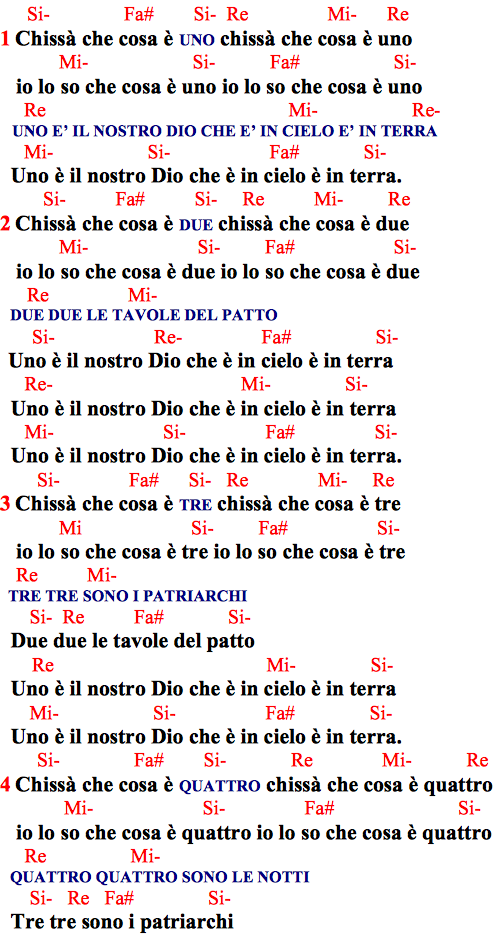 Si- Fa# Si- Re Mi- Re
1 Chissà che cosa è UNO chissà che cosa è uno
Mi- Si- Fa# Si-
io lo so che cosa è uno io lo so che cosa è uno
Re Mi- Re-
UNO E’ IL NOSTRO DIO CHE E’ IN CIELO E’ IN TERRA
Mi- Si- Fa# Si-
Uno è il nostro Dio che è in cielo è in terra.
Si- Fa# Si- Re Mi- Re
2 Chissà che cosa è DUE chissà che cosa è due
Mi- Si- Fa# Si-
io lo so che cosa è due io lo so che cosa è due
Re Mi-
DUE DUE LE TAVOLE DEL PATTO
Si- Re- Fa# Si-
Uno è il nostro Dio che è in cielo è in terra
Re- Mi- Si-
Uno è il nostro Dio che è in cielo è in terra
Mi- Si- Fa# Si-
Uno è il nostro Dio che è in cielo è in terra.
Si- Fa# Si- Re Mi- Re
3 Chissà che cosa è TRE chissà che cosa è tre
Mi Si- Fa# Si-
io lo so che cosa è tre io lo so che cosa è tre
Re Mi-
TRE TRE SONO I PATRIARCHI
Si- Re Fa# Si-
Due due le tavole del patto
Re Mi- Si-
Uno è il nostro Dio che è in cielo è in terra
Mi- Si- Fa# Si-
Uno è il nostro Dio che è in cielo è in terra.
Si- Fa# Si- Re Mi- Re
4 Chissà che cosa è QUATTRO chissà che cosa è quattro
Mi- Si- Fa# Si-
io lo so che cosa è quattro io lo so che cosa è quattro
Re Mi-
QUATTRO QUATTRO SONO LE NOTTI
Si- Re Fa# Si-
Tre tre sono i patriarchi